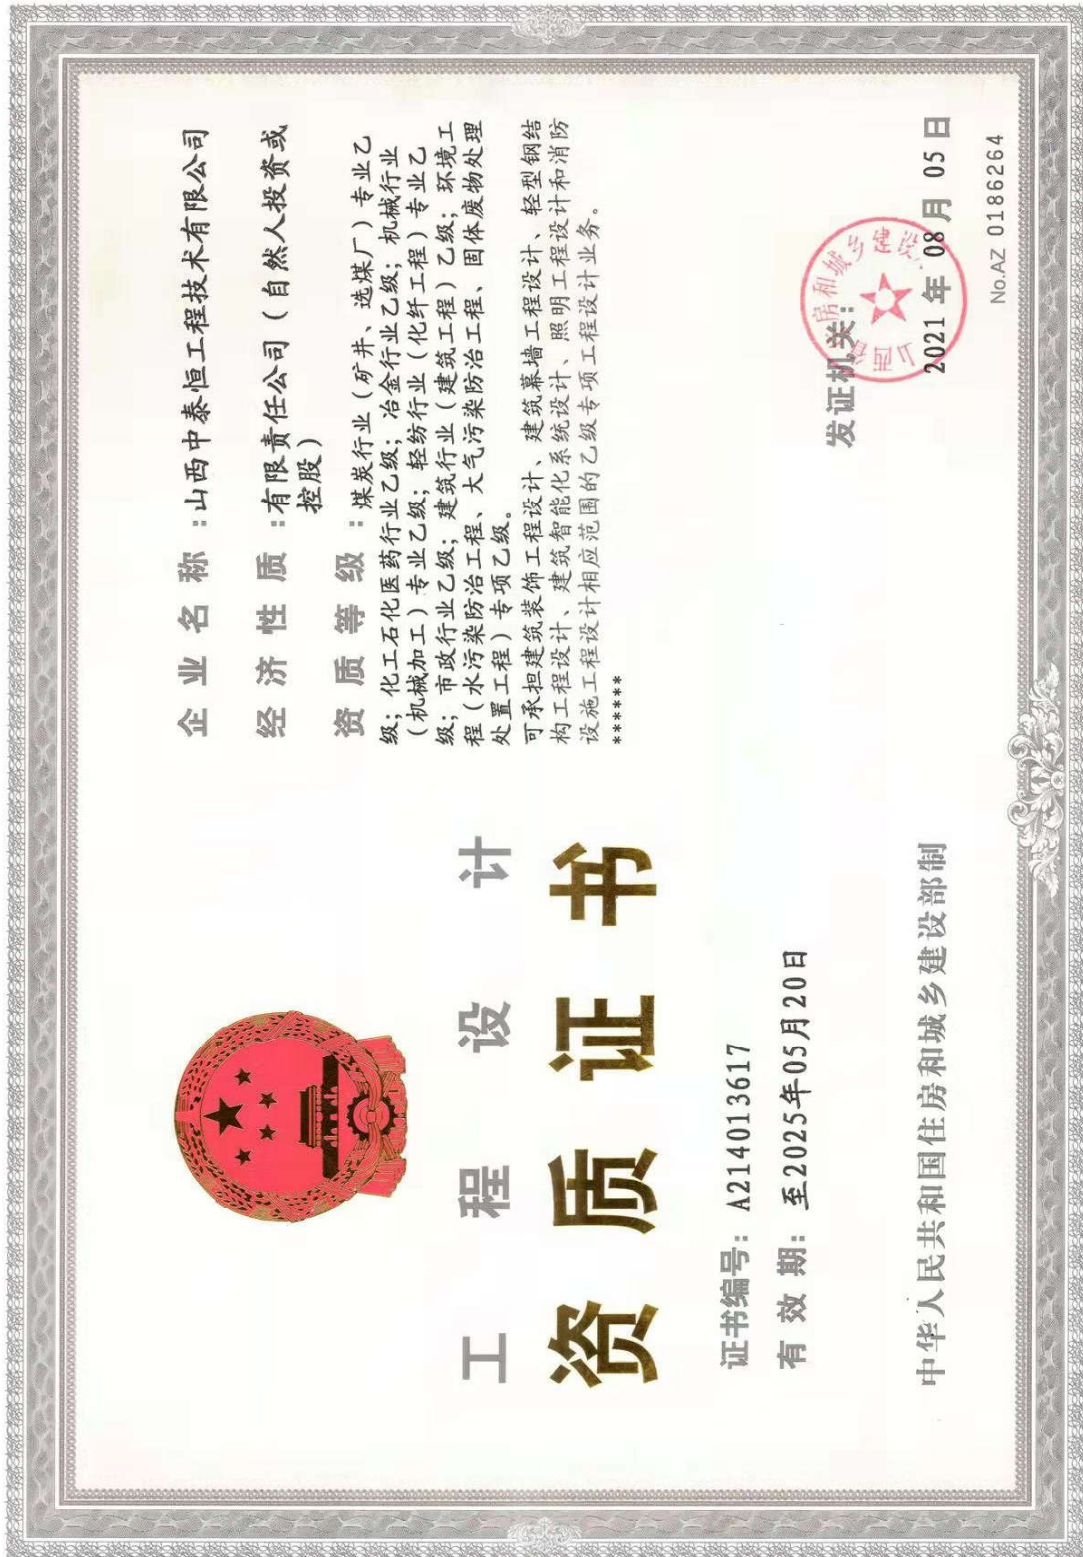 工程设计
资质证书
证书编号：A214013617
有 效 期：至2025年05月20日
中华人民共和国住房和城乡建设部制
企业名称：山西中泰恒工程技术有限公司
经济性质：有限责任公司（自然人投资或
控股）
资质等级：煤炭行业（矿井、选煤厂）专业乙
级；化工石化医药行业乙级；冶金行业乙级；机械行业
（机械加工）专业乙级；轻纺行业（化纤工程）专业乙
级；市政行业乙级；建筑行业（建筑工程）乙级；环境工
程（水污染防治工程、大气污染防治工程、固体废物处理
处置工程）专项乙级。
可承担建筑装饰工程设计、建筑幕墙工程设计、轻型钢结
构工程设计、建筑智能化系统设计、照明工程设计和消防
设施工程设计相应范围的乙级专项工程设计业务。
******
发证机关：
山西省 房和城乡建设
2021 年 08 月 05 日
No.AZ 0186264